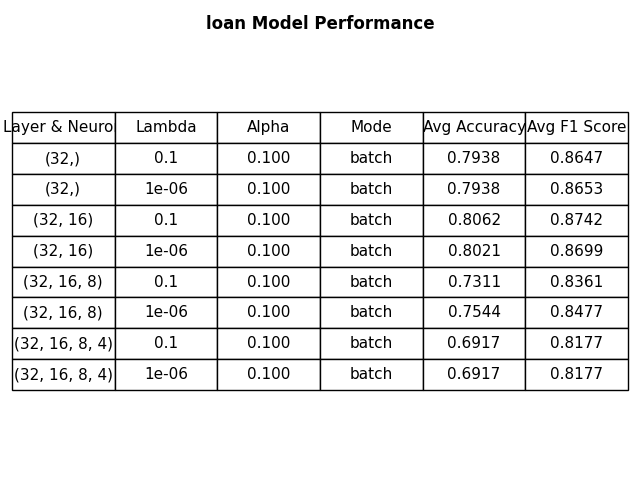 loan Model Performance
Layer & Neuro Lambda Alpha Mode Avg Accuracy Avg F1 Score
(32,) 0.1 0.100 batch 0.7938 0.8647
(32,) 1e-06 0.100 batch 0.7938 0.8653
(32, 16) 0.1 0.100 batch 0.8062 0.8742
(32, 16) 1e-06 0.100 batch 0.8021 0.8699
(32, 16, 8) 0.1 0.100 batch 0.7311 0.8361
(32, 16, 8) 1e-06 0.100 batch 0.7544 0.8477
(32, 16, 8, 4) 0.1 0.100 batch 0.6917 0.8177
(32, 16, 8, 4) 1e-06 0.100 batch 0.6917 0.8177